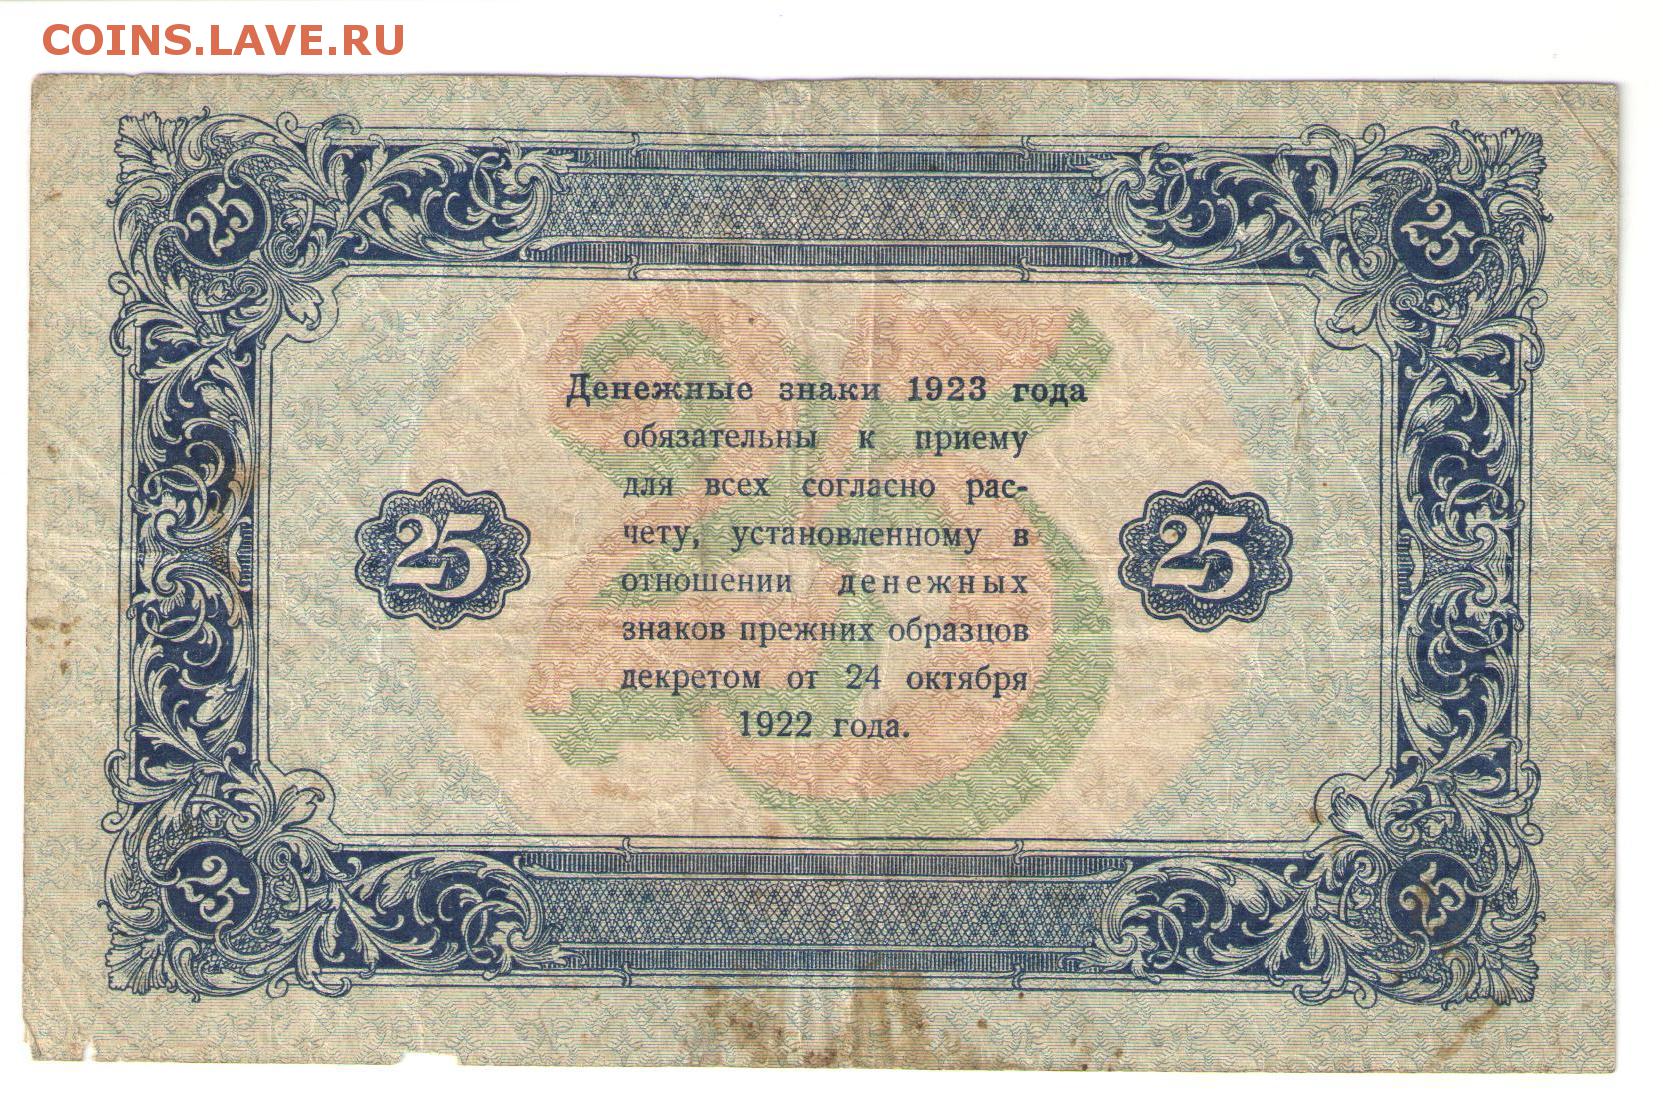 COINS.LAVE.RU
25 25
Денежные знаки 1923 года
обязательны к приему
для всех согласно рас-
чету, установленному в
25 25
отношении денежных
знаков прежних образцов
декретом от 24 октября
1922 года.
25 25